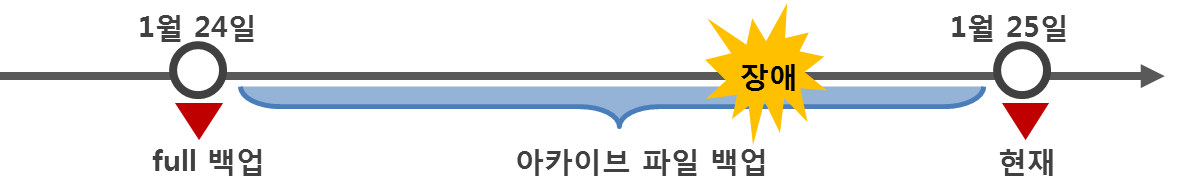 1월 24일
1월 25일
장애
full 백업
아카이브 파일 백업
현재